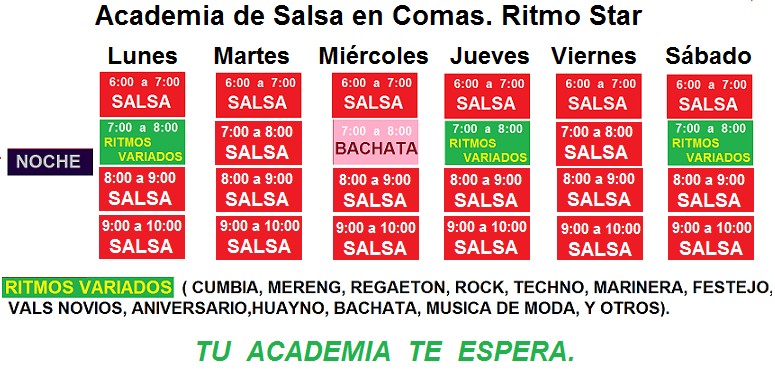 Academia de Salsa en Comas. Ritmo Star
Lunes Martes Miércoles Jueves Viernes Sábado
6:00 a 7:00 6:00 a 7:00 6:00 a 7:00 6:00 a 7:00 6:00 a 7:00 6:00 a 7:00
SALSA SALSA SALSA SALSA SALSA SALSA
7:00 a 8:00 7:00 a 8:00 7:00 a 8:00 7:00 a 8:00 7:00 a 8:00 7:00 a 8:00
RITMOS VARIADOS SALSA BACHATA RITMOS VARIADOS SALSA RITMOS VARIADOS
NOCHE
8:00 a 9:00 8:00 a 9:00 8:00 a 9:00 8:00 a 9:00 8:00 a 9:00 8:00 a 9:00
SALSA SALSA SALSA SALSA SALSA SALSA
9:00 a 10:00 9:00 a 10:00 9:00 a 10:00 9:00 a 10:00 9:00 a 10:00 9:00 a 10:00
SALSA SALSA SALSA SALSA SALSA SALSA
RITMOS VARIADOS ( CUMBIA, MERENG, REGAETON, ROCK, TECHNO, MARINERA, FESTEJO,
VALS NOVIOS, ANIVERSARIO,HUAYNO, BACHATA, MUSICA DE MODA, Y OTROS).
TU ACADEMIA TE ESPERA.